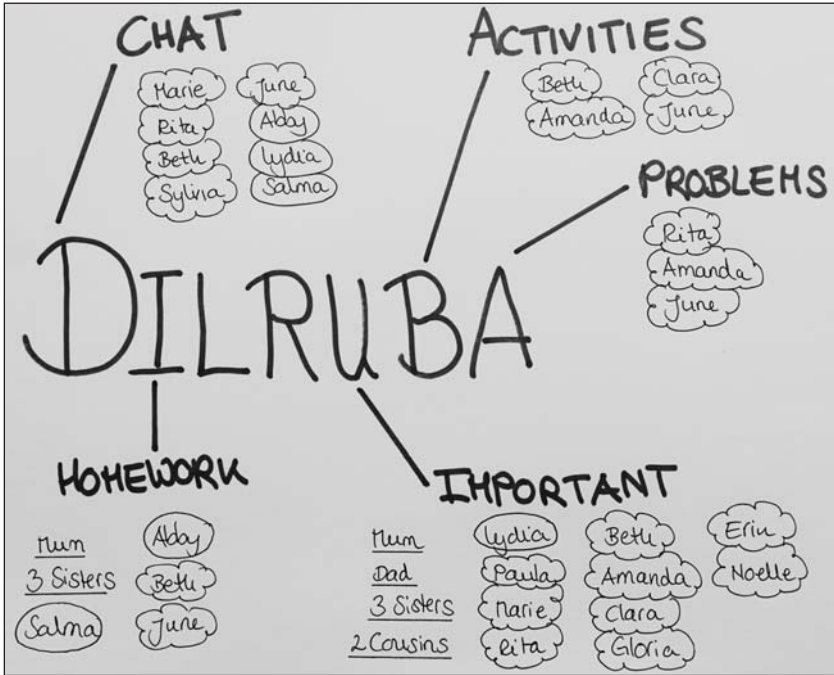 CHAT
Marie June
Rita Abby
Beth Lydia
Sylvia Salma
ACTIVITIES
Beth Clara
Amanda June
PROBLEMS
Rita
Amanda
June
DILRUBA
HOMEWORK
Mum Abby
3 Sisters Beth
Salma June
IMPORTANT
Mum Lydia Beth Erin
Dad Paula Amanda Noelle
3 Sisters Marie Clara
2 Cousins Rita Gloria